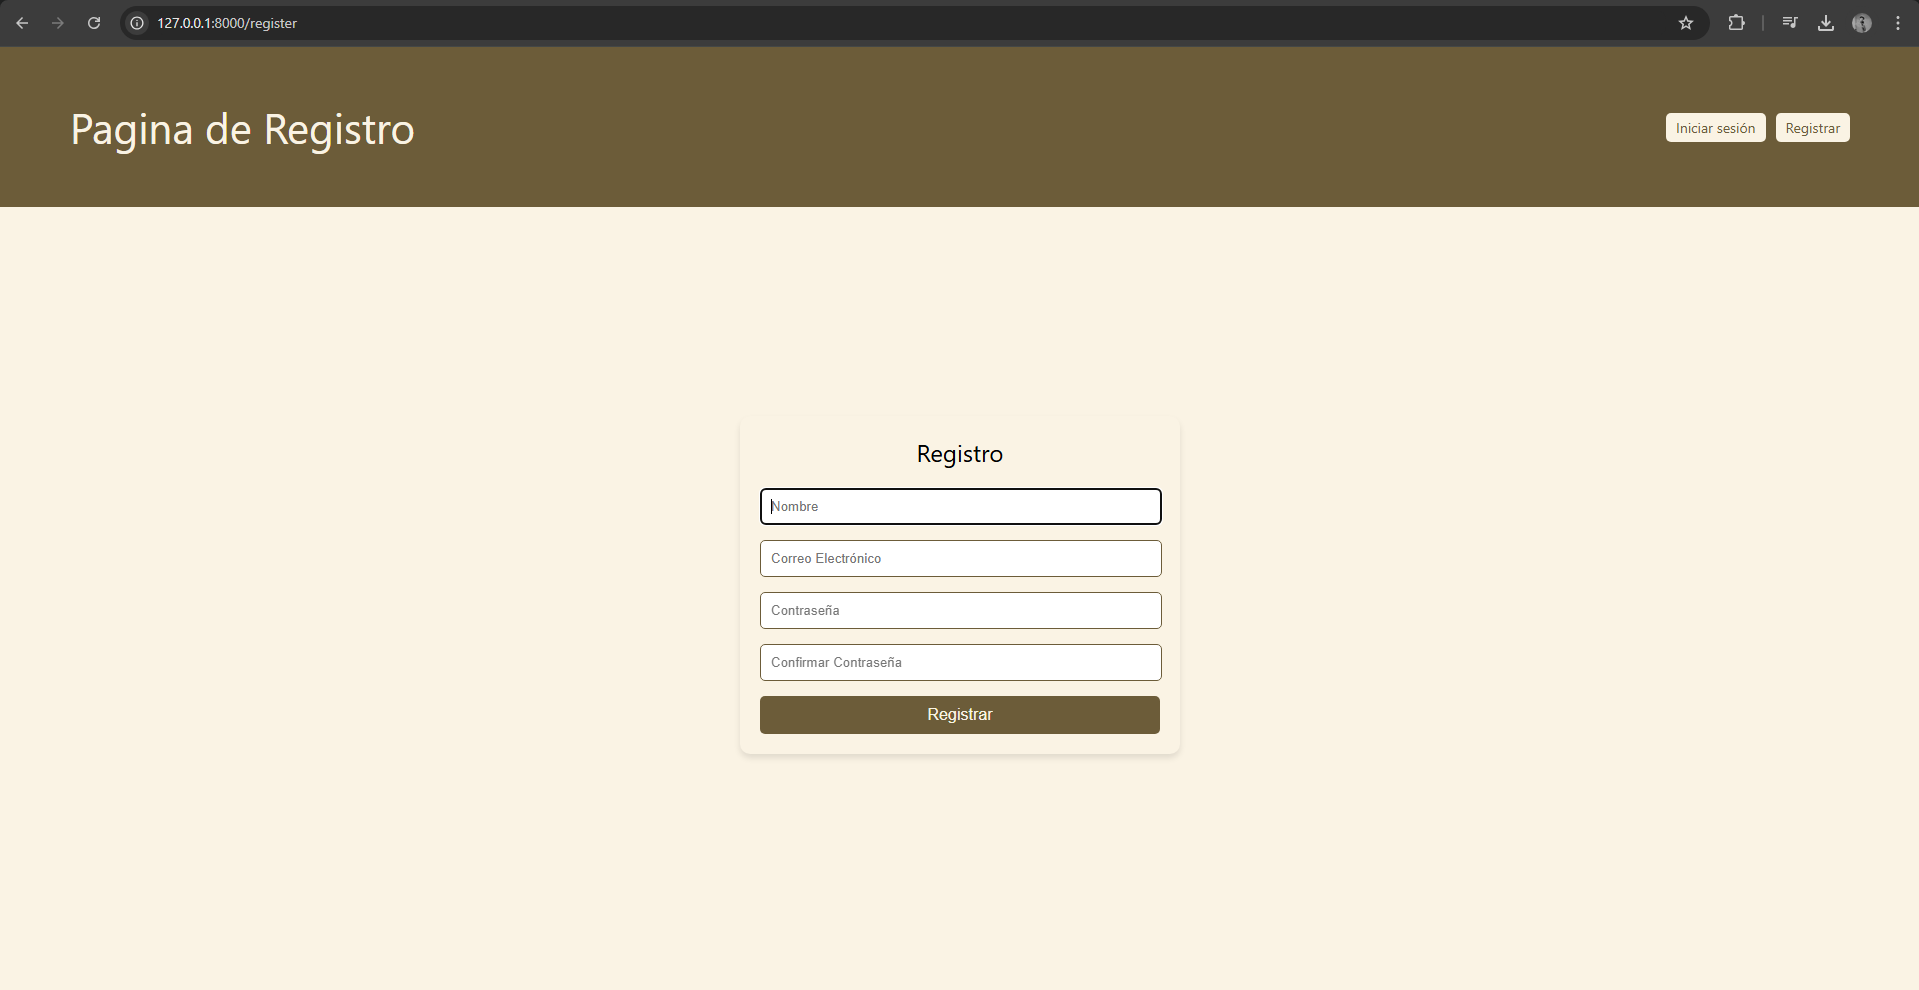 127.0.0.1:8000/register
Pagina de Registro
Iniciar sesión
Registrar
Registro
Nombre
Correo Electrónico
Contraseña
Confirmar Contraseña
Registrar